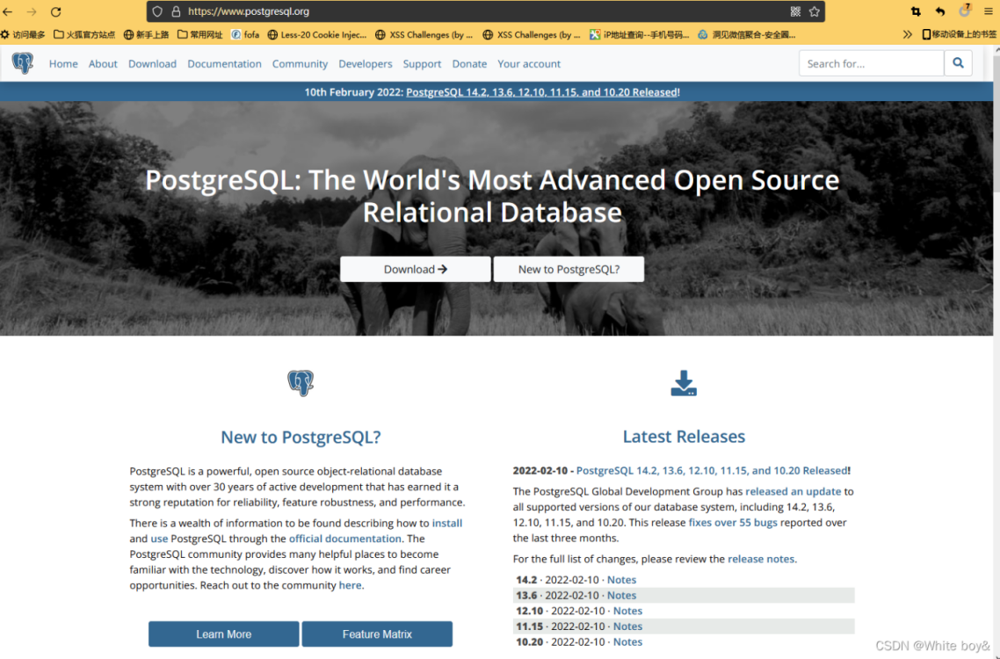 https://www.postgresql.org
7
访问最多 火狐官方站点 新手上路 常用网址 fofa Less-20 Cookie Injec... XSS Challenges (by ... XSS Challenges (by ... iP地址查询--手机号码... 洞见微信聚合-安全圈... 移动设备上的书签
Home About Download Documentation Community Developers Support Donate Your account Search for...
10th February 2022: PostgreSQL 14.2, 13.6, 12.10, 11.15, and 10.20 Released!
PostgreSQL: The World's Most Advanced Open Source
Relational Database
Download New to PostgreSQL?
New to PostgreSQL?
PostgreSQL is a powerful, open source object-relational database
system with over 30 years of active development that has earned it a
strong reputation for reliability, feature robustness, and performance.
There is a wealth of information to be found describing how to install
and use PostgreSQL through the official documentation. The
PostgreSQL community provides many helpful places to become
familiar with the technology, discover how it works, and find career
opportunities. Reach out to the community here.
Learn More Feature Matrix
Latest Releases
2022-02-10 - PostgreSQL 14.2, 13.6, 12.10, 11.15, and 10.20 Released!
The PostgreSQL Global Development Group has released an update to
all supported versions of our database system, including 14.2, 13.6,
12.10, 11.15, and 10.20. This release fixes over 55 bugs reported over
the last three months.
For the full list of changes, please review the release notes.
14.2 · 2022-02-10 · Notes
13.6 · 2022-02-10 · Notes
12.10 · 2022-02-10 · Notes
11.15 · 2022-02-10 · Notes
10.20 · 2022-02-10 · Notes
CSDN @White boy&